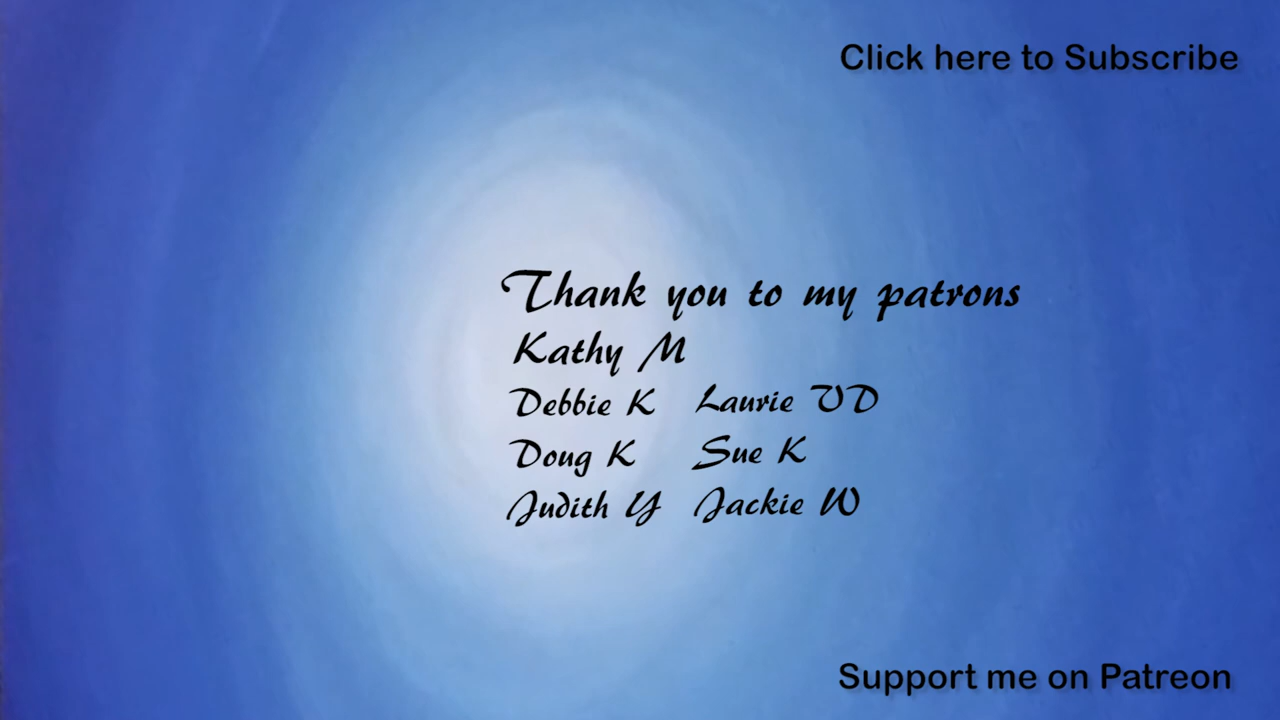 Click here to Subscribe
Thank you to my patrons
Kathy M
Debbie K Laurie VD
Doug K Sue K
Judith Y Jackie W
Support me on Patreon